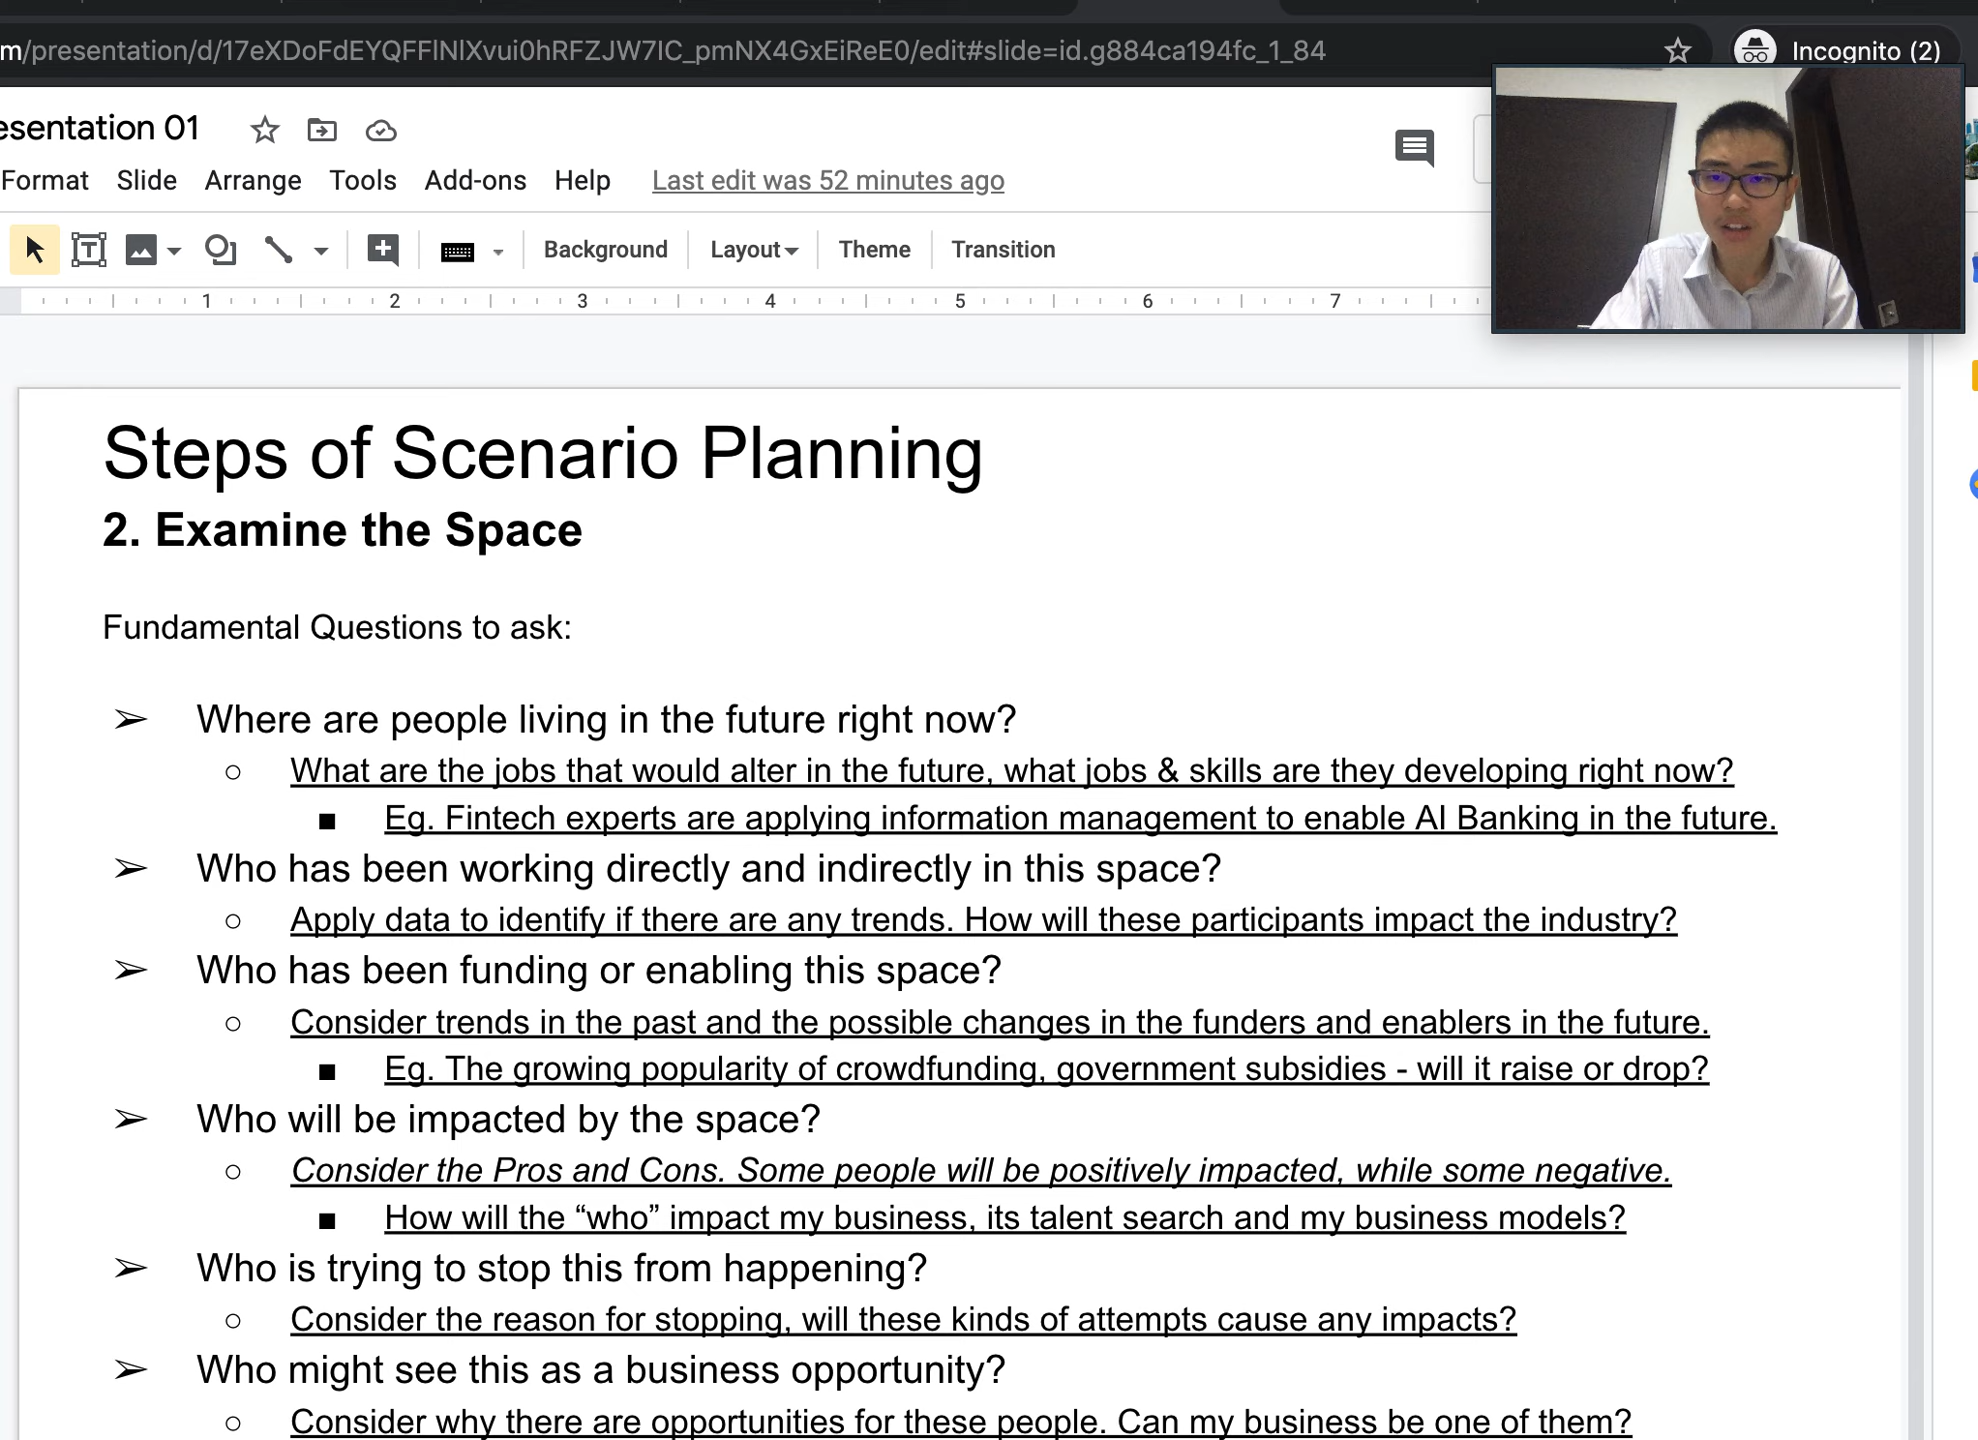 m/presentation/d/17eXDoFdEYQFFlNlXvui0hRFZJW7IC_pmNX4GxEiReE0/edit#slide=id.g884ca194fc_1_84
Incognito (2)
esentation 01
Format Slide Arrange Tools Add-ons Help Last edit was 52 minutes ago
Background Layout Theme Transition
1 2 3 4 5 6 7
Steps of Scenario Planning
2. Examine the Space
Fundamental Questions to ask:
➢ Where are people living in the future right now?
○ What are the jobs that would alter in the future, what jobs & skills are they developing right now?
■ Eg. Fintech experts are applying information management to enable AI Banking in the future.
➢ Who has been working directly and indirectly in this space?
○ Apply data to identify if there are any trends. How will these participants impact the industry?
➢ Who has been funding or enabling this space?
○ Consider trends in the past and the possible changes in the funders and enablers in the future.
■ Eg. The growing popularity of crowdfunding, government subsidies - will it raise or drop?
➢ Who will be impacted by the space?
○ Consider the Pros and Cons. Some people will be positively impacted, while some negative.
■ How will the “who” impact my business, its talent search and my business models?
➢ Who is trying to stop this from happening?
○ Consider the reason for stopping, will these kinds of attempts cause any impacts?
➢ Who might see this as a business opportunity?
○ Consider why there are opportunities for these people. Can my business be one of them?